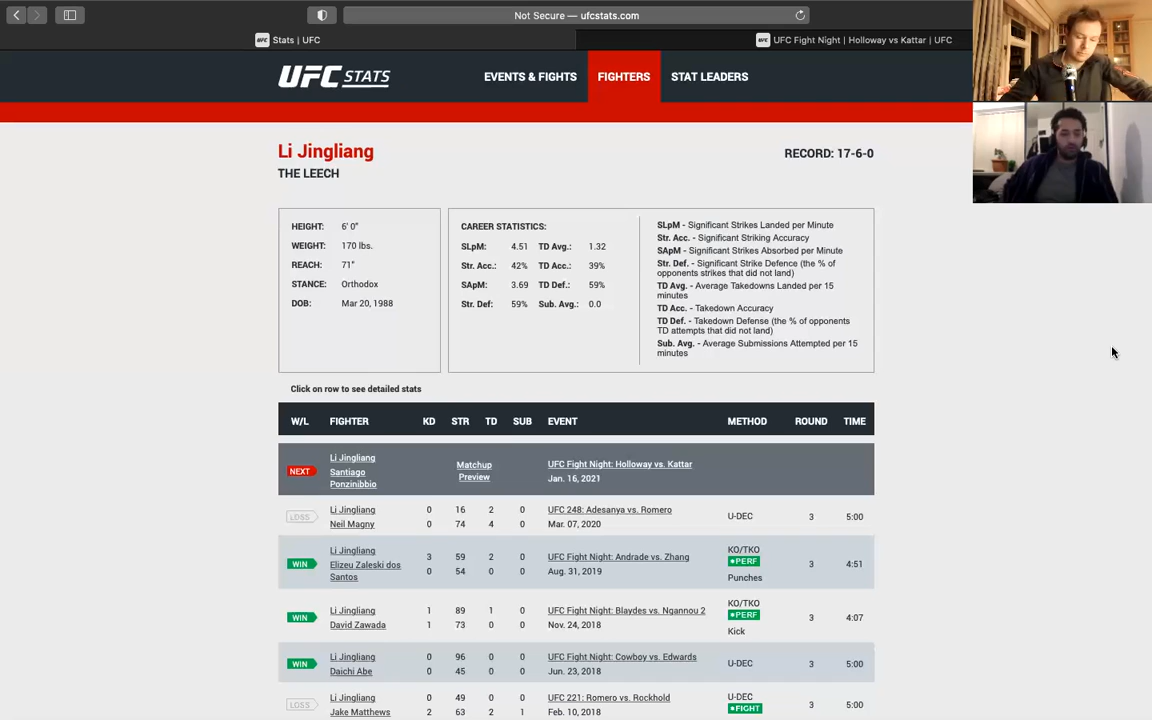 Not Secure — ufcstats.com
UFC Stats | UFC
UFC UFC Fight Night | Holloway vs Kattar | UFC
UFC STATS
EVENTS & FIGHTS FIGHTERS STAT LEADERS
Li Jingliang
RECORD: 17-6-0
THE LEECH
HEIGHT: 6' 0"
WEIGHT: 170 lbs.
REACH: 71"
STANCE: Orthodox
DOB: Mar 20, 1988
CAREER STATISTICS:
SLpM: 4.51 TD Avg.: 1.32
Str. Acc.: 42% TD Acc.: 39%
SApM: 3.69 TD Def.: 59%
Str. Def: 59% Sub. Avg.: 0.0
SLpM - Significant Strikes Landed per Minute
Str. Acc. - Significant Striking Accuracy
SApM - Significant Strikes Absorbed per Minute
Str. Def. - Significant Strike Defence (the % of
opponents strikes that did not land)
TD Avg. - Average Takedowns Landed per 15
minutes
TD Acc. - Takedown Accuracy
TD Def. - Takedown Defense (the % of opponents
TD attempts that did not land)
Sub. Avg. - Average Submissions Attempted per 15
minutes
Click on row to see detailed stats
W/L FIGHTER KD STR TD SUB EVENT METHOD ROUND TIME
NEXT
Li Jingliang
Santiago
Ponzinibbio
Matchup
Preview
UFC Fight Night: Holloway vs. Kattar
Jan. 16, 2021
LOSS
Li Jingliang 0 16 2 0 UFC 248: Adesanya vs. Romero
Neil Magny 0 74 4 0 Mar. 07, 2020
U-DEC 3 5:00
WIN
Li Jingliang 3 59 2 0 UFC Fight Night: Andrade vs. Zhang
Elizeu Zaleski dos
Santos
0 54 0 0 Aug. 31, 2019
KO/TKO
PERF
Punches
3 4:51
WIN
Li Jingliang 1 89 1 0 UFC Fight Night: Blaydes vs. Ngannou 2
David Zawada 1 73 0 0 Nov. 24, 2018
KO/TKO
PERF
Kick
3 4:07
WIN
Li Jingliang 0 96 0 0 UFC Fight Night: Cowboy vs. Edwards
Daichi Abe 0 45 0 0 Jun. 23, 2018
U-DEC 3 5:00
LOSS
Li Jingliang 0 49 0 0 UFC 221: Romero vs. Rockhold
Jake Matthews 2 63 2 1 Feb. 10, 2018
U-DEC
FIGHT
3 5:00